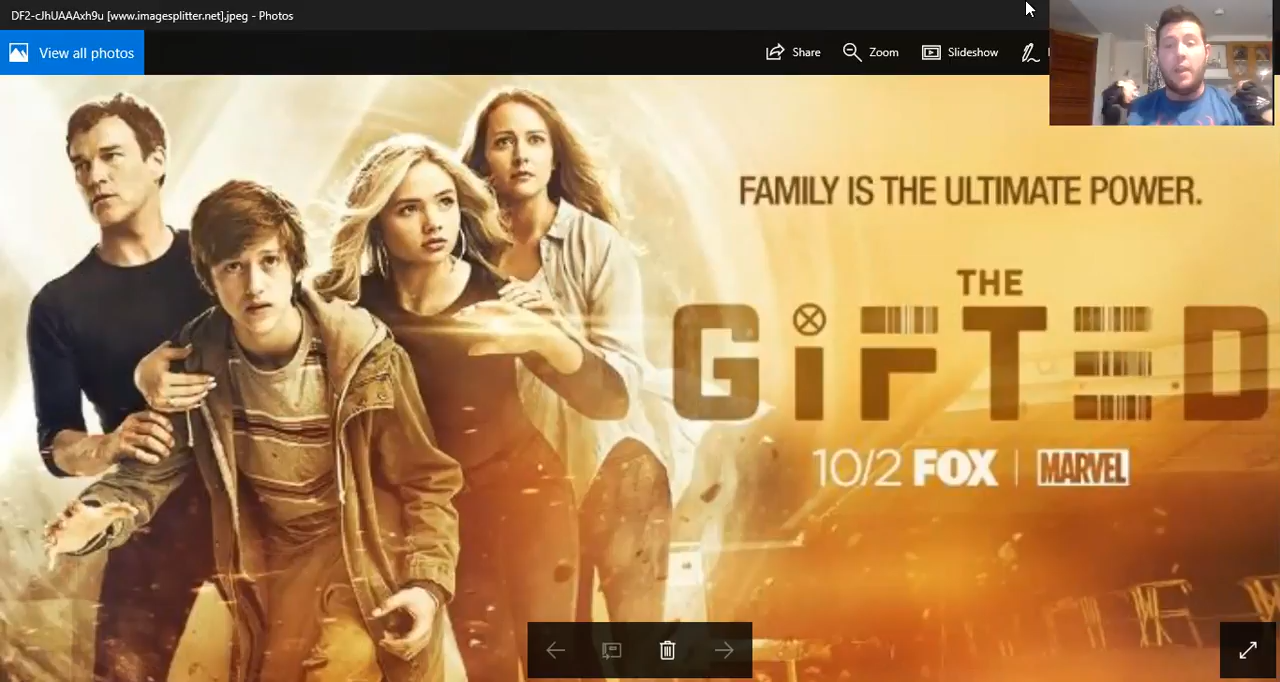 DF2-cJhUAAAxh9u [www.imagesplitter.net].jpeg - Photos
View all photos
Share
Zoom
Slideshow
FAMILY IS THE ULTIMATE POWER.
THE
GiFTED
10/2 FOX | MARVEL